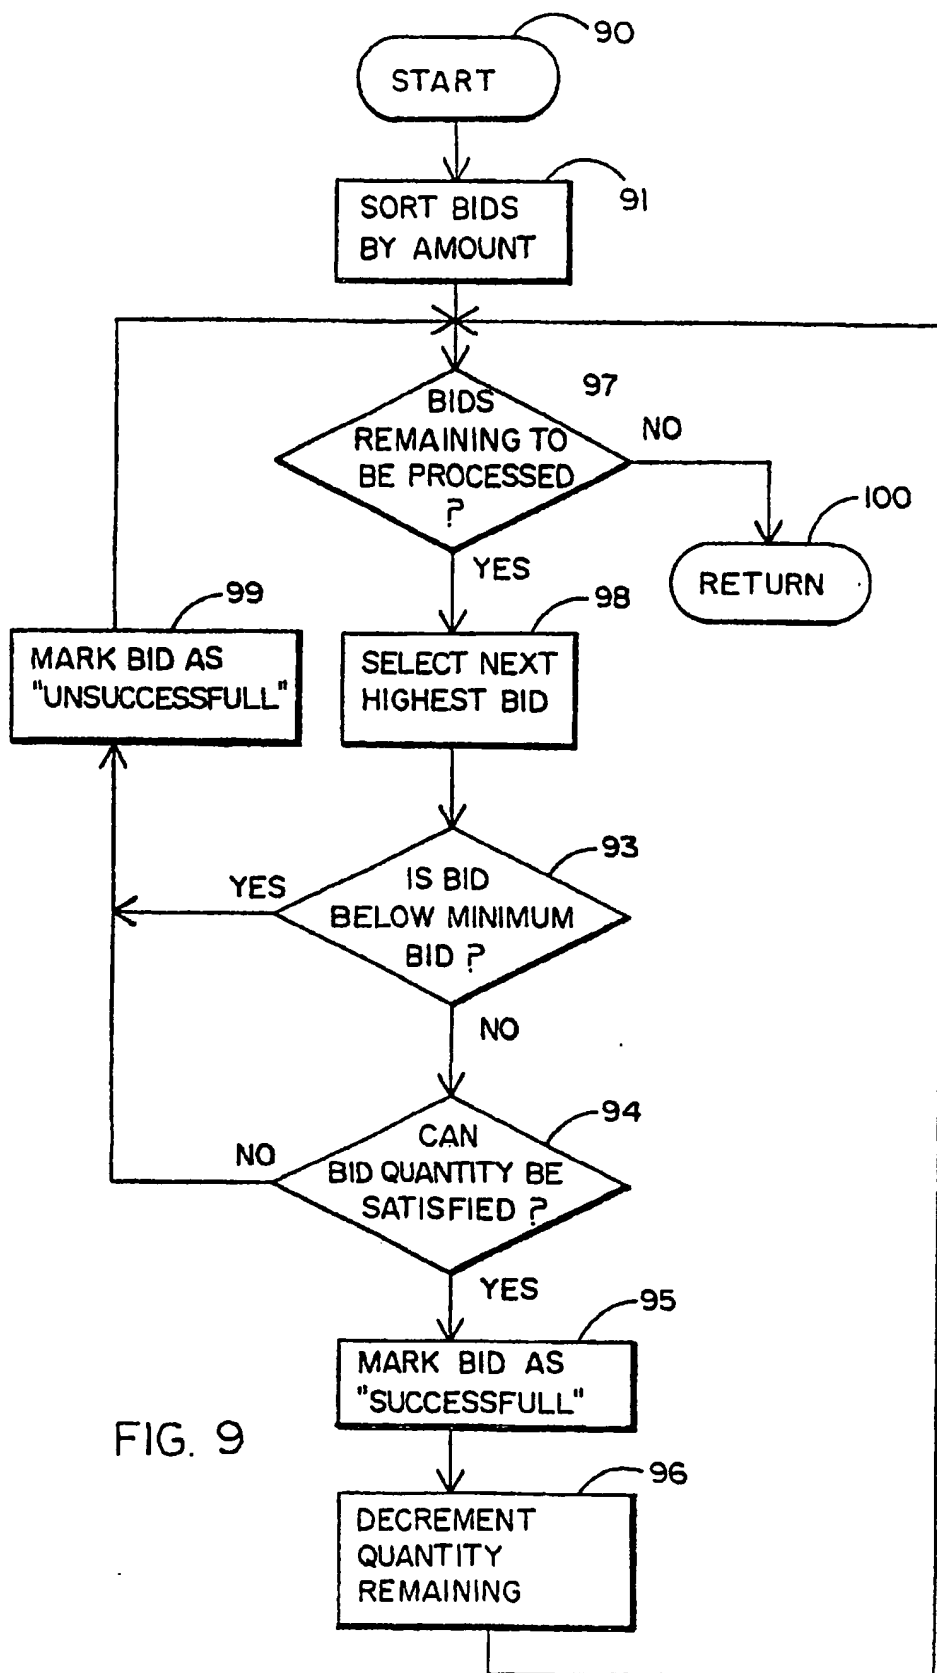 90
START
91
SORT BIDS
BY AMOUNT
97
BIDS
REMAINING TO
BE PROCESSED
?
NO
100
RETURN
YES
99
MARK BID AS
"UNSUCCESSFULL"
98
SELECT NEXT
HIGHEST BID
93
YES
IS BID
BELOW MINIMUM
BID ?
NO
94
NO
CAN
BID QUANTITY BE
SATISFIED ?
YES
95
MARK BID AS
"SUCCESSFULL"
FIG. 9
96
DECREMENT
QUANTITY
REMAINING